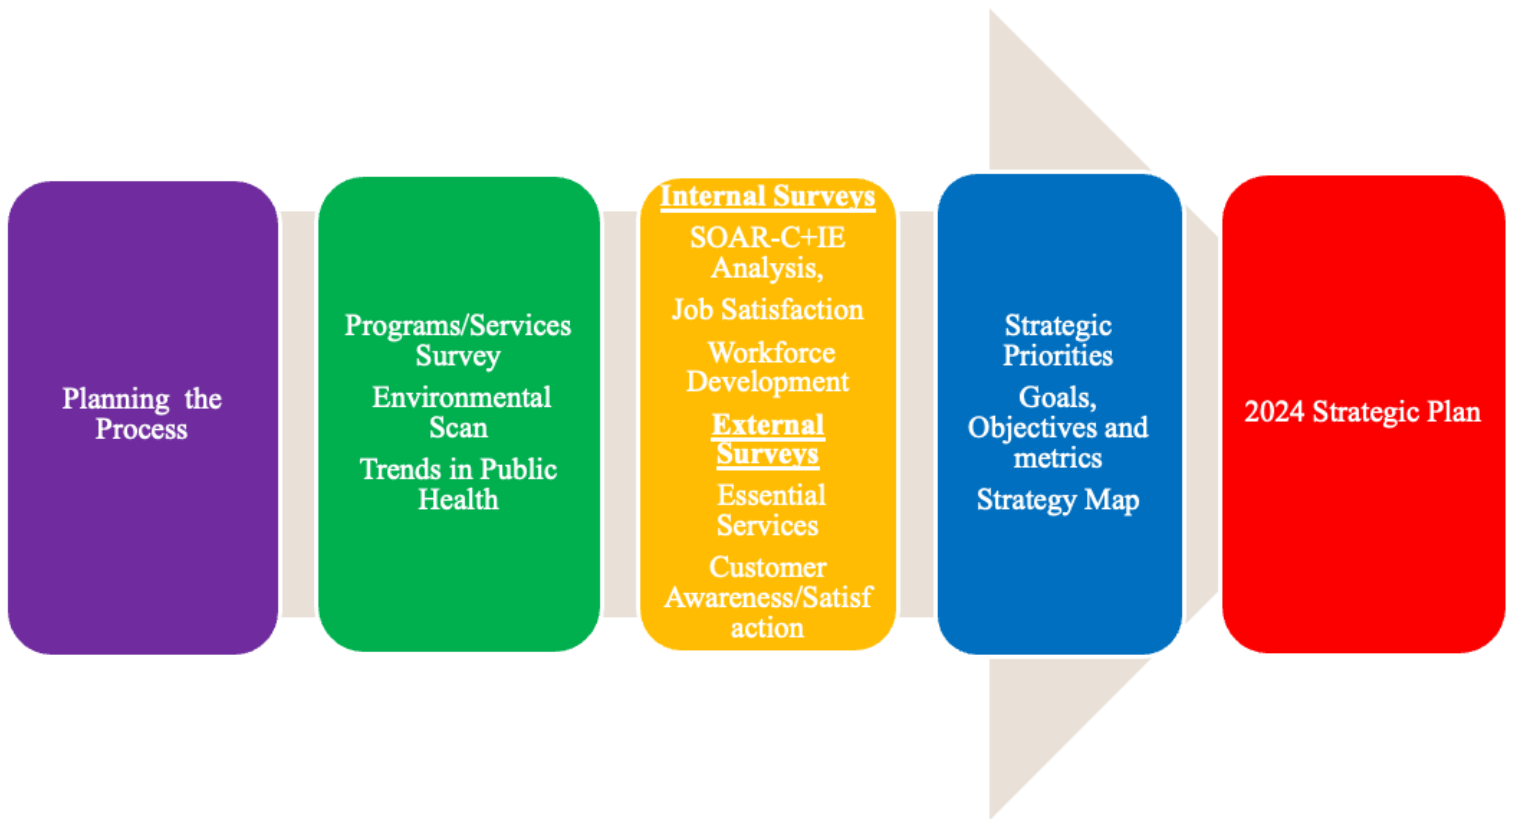 Planning the
Process
Programs/Services
Survey
Environmental
Scan
Trends in Public
Health
Internal Surveys
SOAR-C+IE
Analysis,
Job Satisfaction
Workforce
Development
External
Surveys
Essential
Services
Customer
Awareness/Satisf
action
Strategic
Priorities
Goals,
Objectives and
metrics
Strategy Map
2024 Strategic Plan